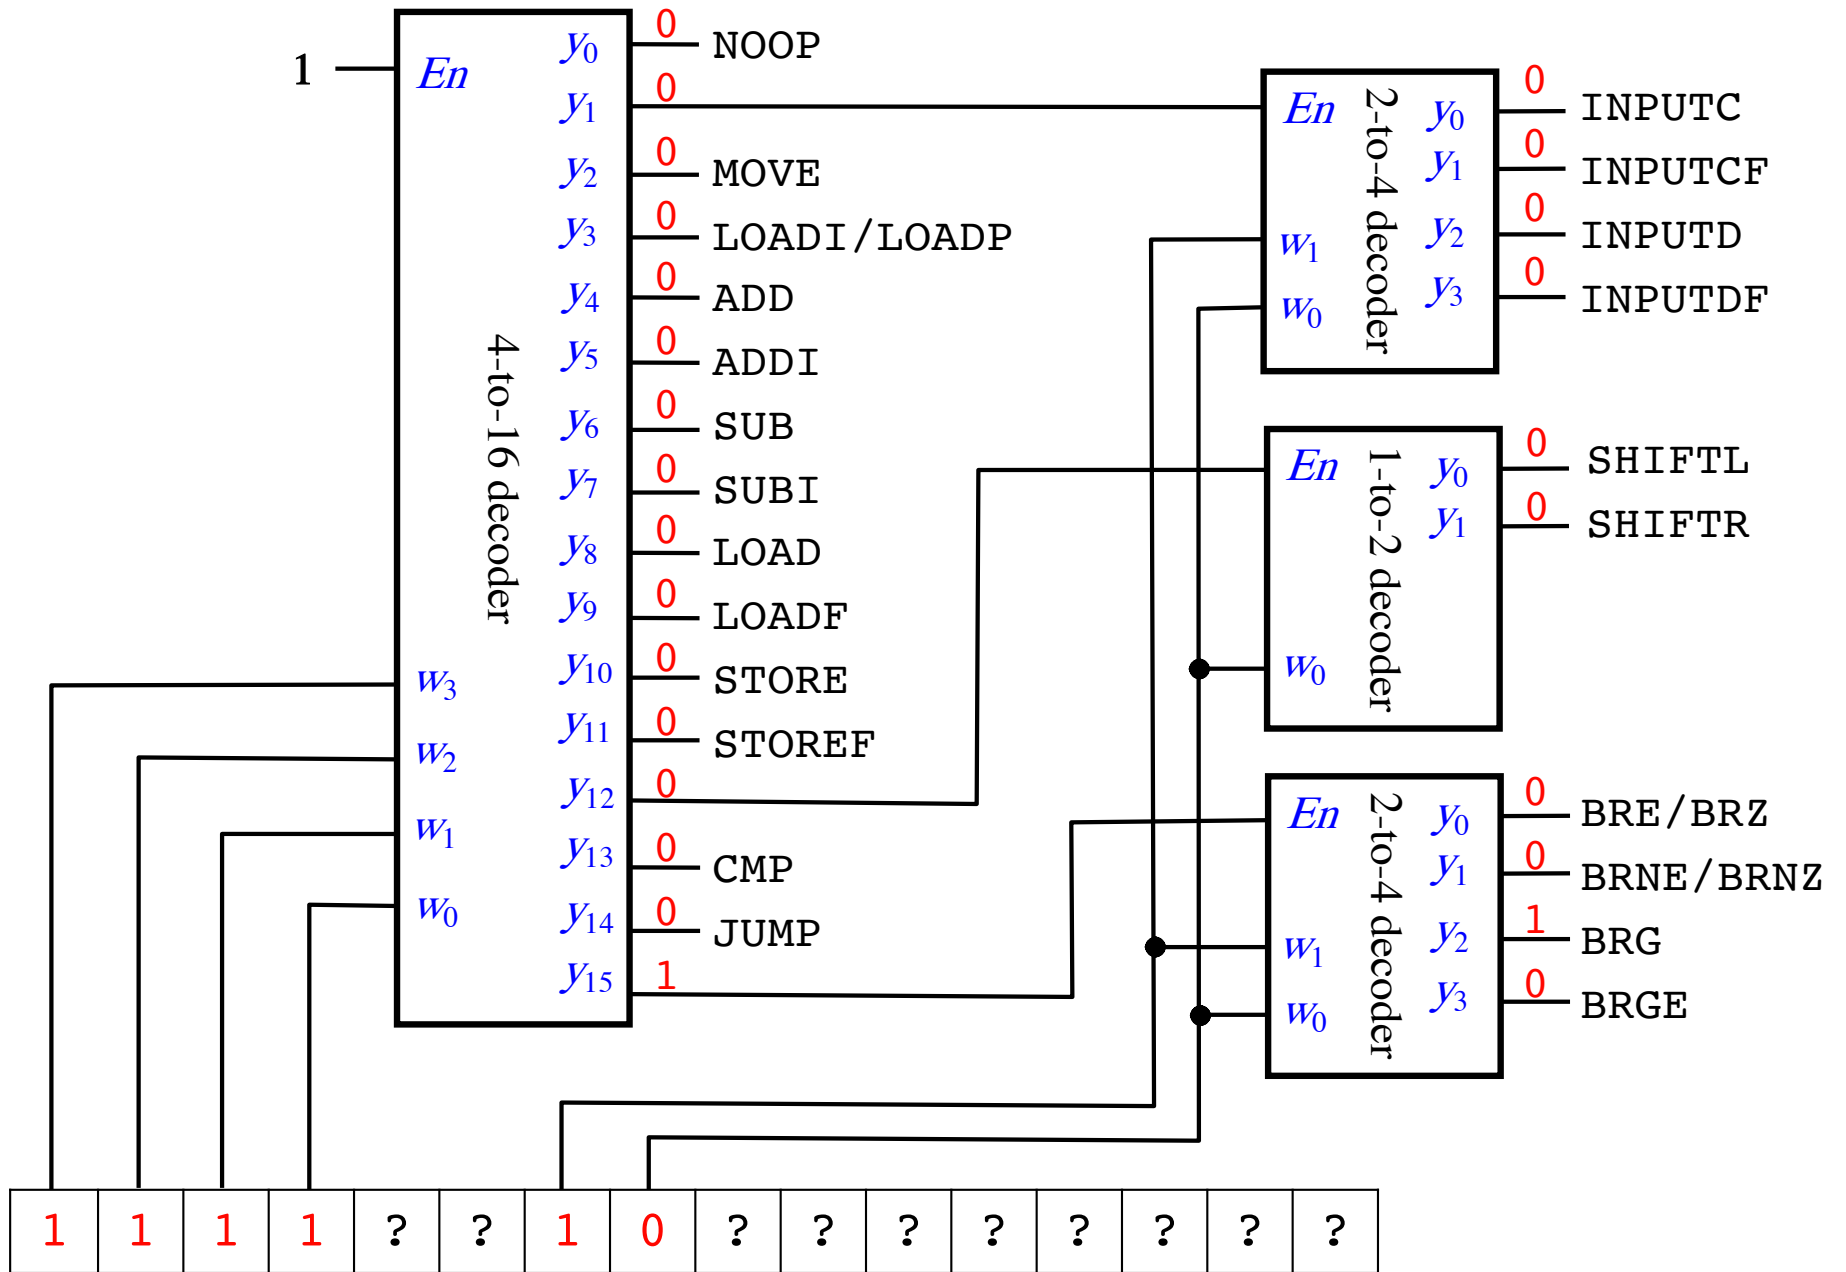 1 En
4-to-16 decoder
w3
w2
w1
w0
y0 0 NOOP
y1 0
y2 0 MOVE
y3 0 LOADI/LOADP
y4 0 ADD
y5 0 ADDI
y6 0 SUB
y7 0 SUBI
y8 0 LOAD
y9 0 LOADF
y10 0 STORE
y11 0 STOREF
y12 0
y13 0 CMP
y14 0 JUMP
y15 1
En
w1
w0
2-to-4 decoder
y0 0 INPUTC
y1 0 INPUTCF
y2 0 INPUTD
y3 0 INPUTDF
En
w0
1-to-2 decoder
y0 0 SHIFTL
y1 0 SHIFTR
En
w1
w0
2-to-4 decoder
y0 0 BRE/BRZ
y1 0 BRNE/BRNZ
y2 1 BRG
y3 0 BRGE
1 1 1 1 ? ? 1 0 ? ? ? ? ? ? ? ?